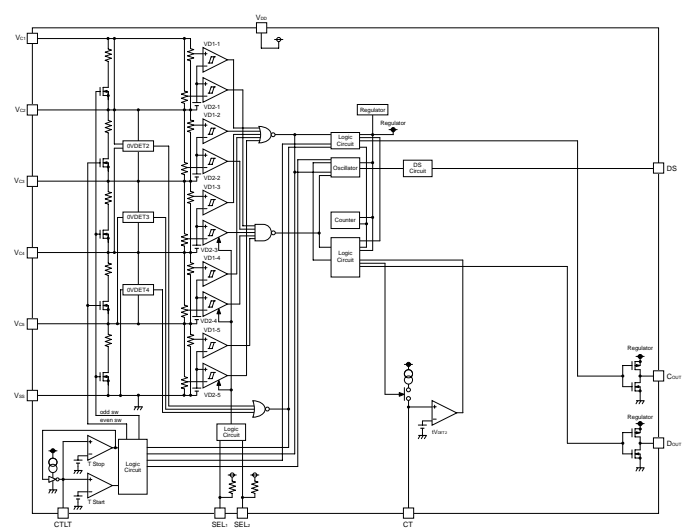 VDD
VC1
VD1-1
VC2
VD2-1
VD1-2
Regulator
Regulator
0VDET2
Logic
Circuit
VD2-2
VC3
Oscillator
DS
Circuit
DS
VD1-3
0VDET3
Counter
VC4
VD2-3
Logic
Circuit
VD1-4
0VDET4
VC5
VD2-4
VD1-5
Regulator
COUT
VSS
VD2-5
odd sw
even sw
Logic
Circuit
Regulator
DOUT
T Stop
Logic
Circuit
T Start
CTLT
SEL1
SEL2
CT